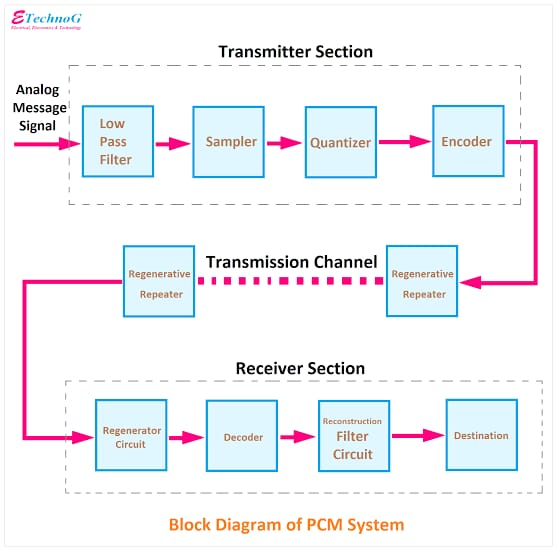 ETechnoG
Electrical, Electronics & Technology
Transmitter Section
Analog
Message
Signal
Low
Pass
Filter
Sampler
Quantizer
Encoder
Transmission Channel
Regenerative
Repeater
Regenerative
Repeater
Receiver Section
Regenerator
Circuit
Decoder
Reconstruction
Filter
Circuit
Destination
Block Diagram of PCM System